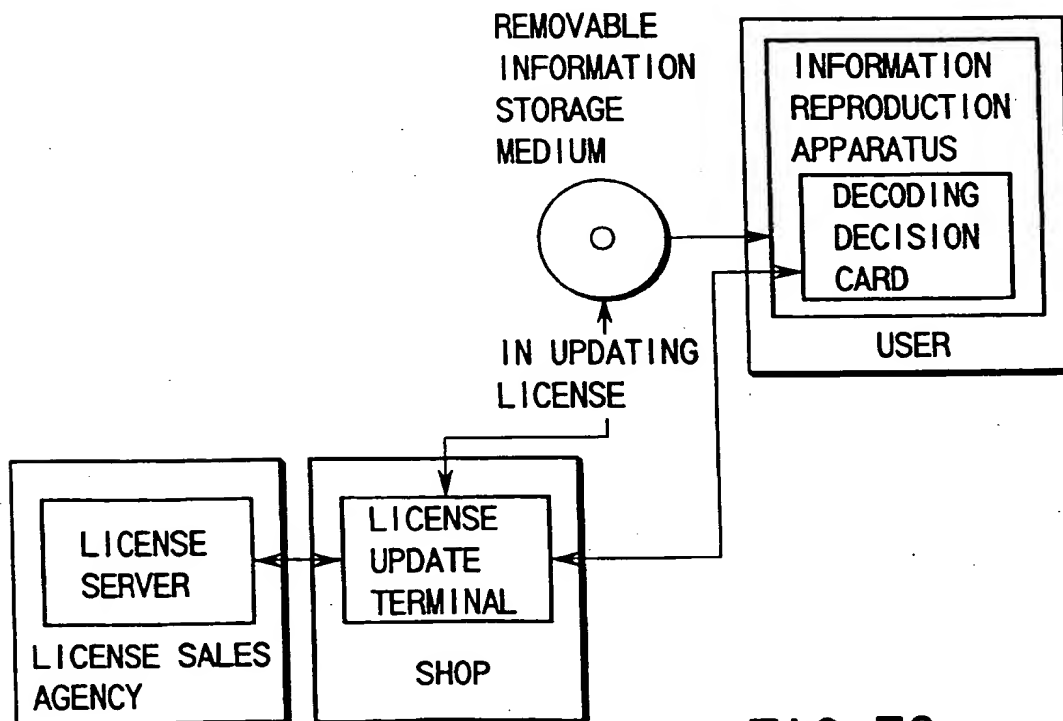 REMOVABLE
INFORMATION
STORAGE
MEDIUM
INFORMATION
REPRODUCTION
APPARATUS
DECODING
DECISION
CARD
USER
IN UPDATING
LICENSE
LICENSE
SERVER
LICENSE SALES
AGENCY
LICENSE
UPDATE
TERMINAL
SHOP